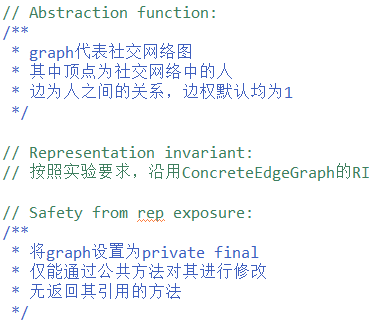 // Abstraction function:
/**
 * graph代表社交网络图
 * 其中顶点为社交网络中的人
 * 边为人之间的关系，边权默认均为1
 */
// Representation invariant:
// 按照实验要求，沿用ConcreteEdgeGraph的RI
// Safety from rep exposure:
/**
 * 将graph设置为private final
 * 仅能通过公共方法对其进行修改
 * 无返回其引用的方法
 */